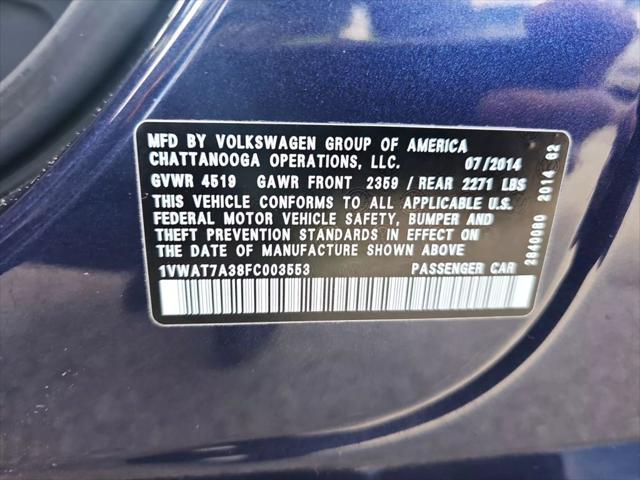 MFD BY VOLKSWAGEN GROUP OF AMERICA
CHATTANOOGA OPERATIONS, LLC. 07/2014
GVWR 4519 GAWR FRONT 2359 / REAR 2271 LBS
THIS VEHICLE CONFORMS TO ALL APPLICABLE U.S.
FEDERAL MOTOR VEHICLE SAFETY, BUMPER AND
THEFT PREVENTION STANDARDS IN EFFECT ON
THE DATE OF MANUFACTURE SHOWN ABOVE
1VWAT7A38FC003553 PASSENGER CAR
2840080 2014 62